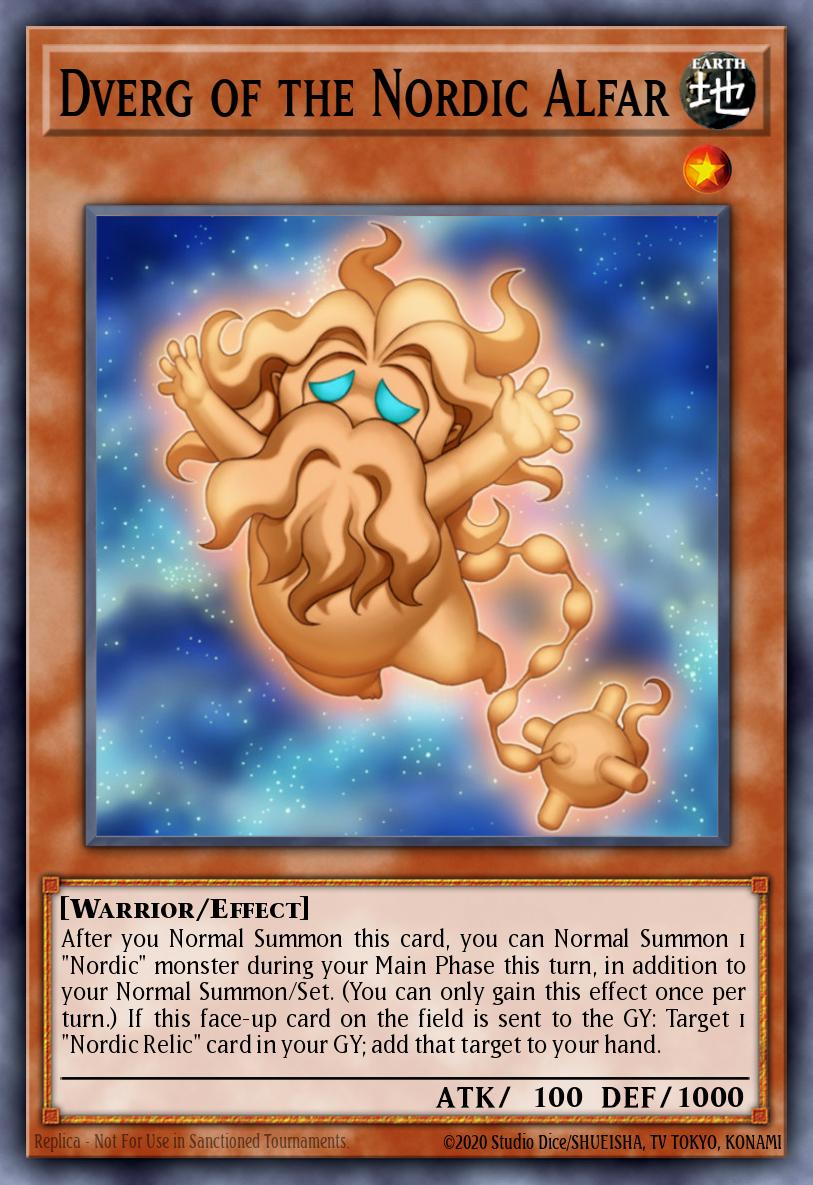 Dverg of the Nordic Alfar
EARTH
地
[Warrior/Effect]
After you Normal Summon this card, you can Normal Summon 1
"Nordic" monster during your Main Phase this turn, in addition to
your Normal Summon/Set. (You can only gain this effect once per
turn.) If this face-up card on the field is sent to the GY: Target 1
"Nordic Relic" card in your GY; add that target to your hand.
ATK/ 100 DEF/1000
Replica - Not For Use in Sanctioned Tournaments.
©2020 Studio Dice/SHUEISHA, TV TOKYO, KONAMI